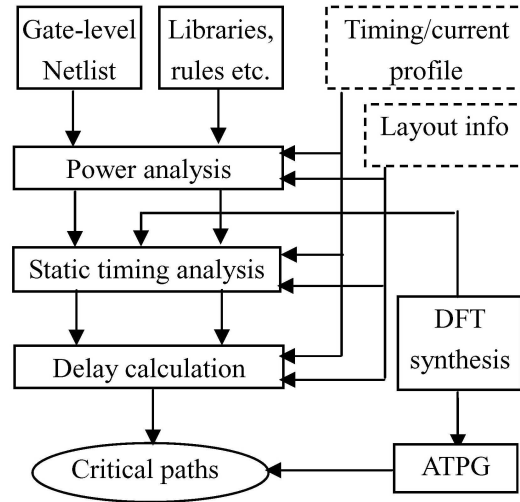 Gate-level
Netlist
Libraries,
rules etc.
Timing/current
profile
Layout info
Power analysis
Static timing analysis
DFT
synthesis
Delay calculation
Critical paths
ATPG